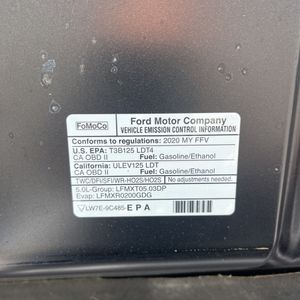 FoMoCo
Ford Motor Company
VEHICLE EMISSION CONTROL INFORMATION
Conforms to regulations: 2020 MY FFV
U.S. EPA: T3B125 LDT4
CA OBD II Fuel: Gasoline/Ethanol
California: ULEV125 LDT
CA OBD II Fuel: Gasoline/Ethanol
TWC/DFI/SFI/WR-HO2S/HO2S No adjustments needed.
5.0L-Group: LFMXT05.03DP
Evap: LFMXR0200GDG
LW7E-9C485- E P A